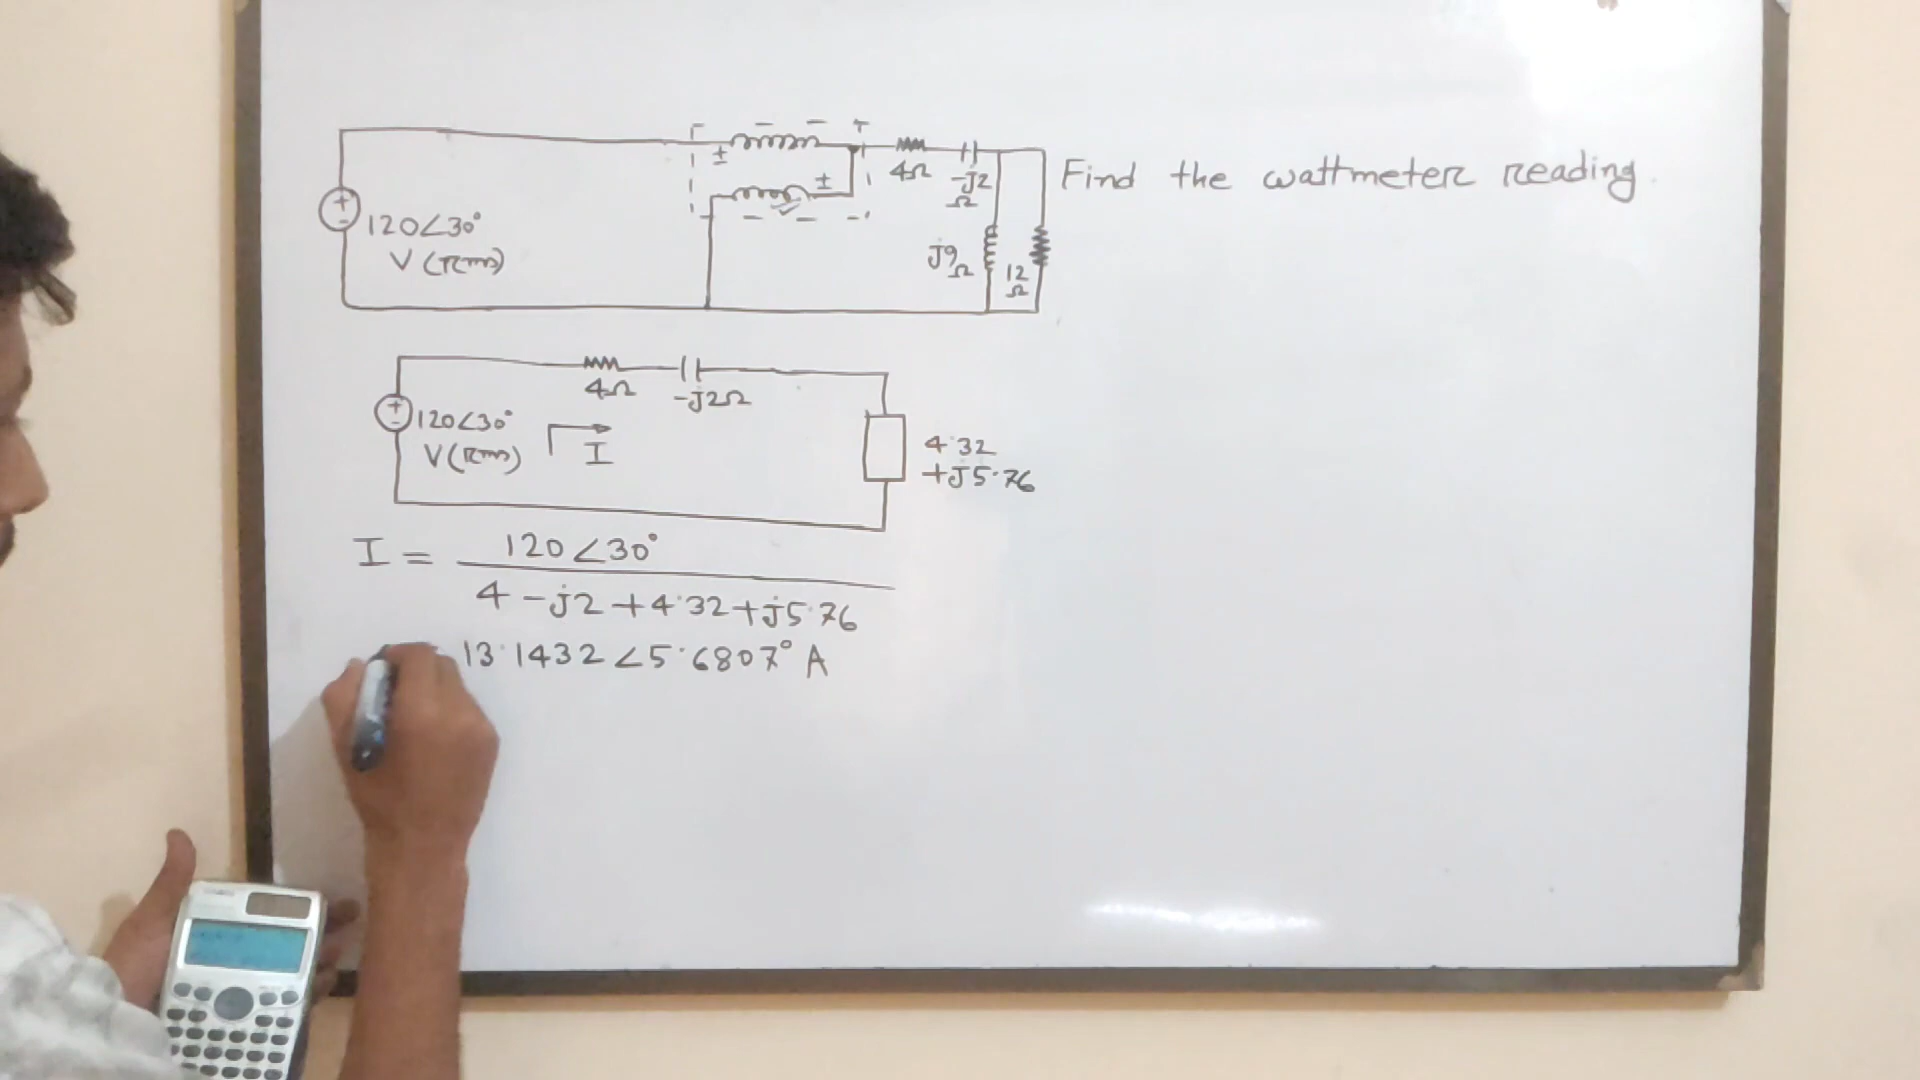 Find the wattmeter reading
±
±
4Ω
-j2
Ω
+
-
120∠30°
V (rms)
j9
Ω
12
Ω
4Ω
-j2Ω
+
-
120∠30°
V(rms)
I
4.32
+j5.76
I = 120∠30°
4-j2+4.32+j5.76
13.1432∠5.6807° A